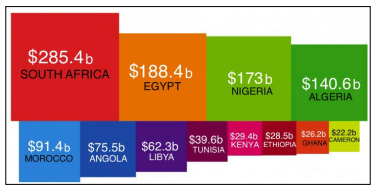 $285.4b
SOUTH AFRICA
$188.4b
EGYPT
$173b
NIGERIA
$140.6b
ALGERIA
$91.4b
MOROCCO
$75.5b
ANGOLA
$62.3b
LIBYA
$39.6b
TUNISIA
$29.4b
KENYA
$28.5b
ETHIOPIA
$26.2b
GHANA
$22.2b
CAMERON